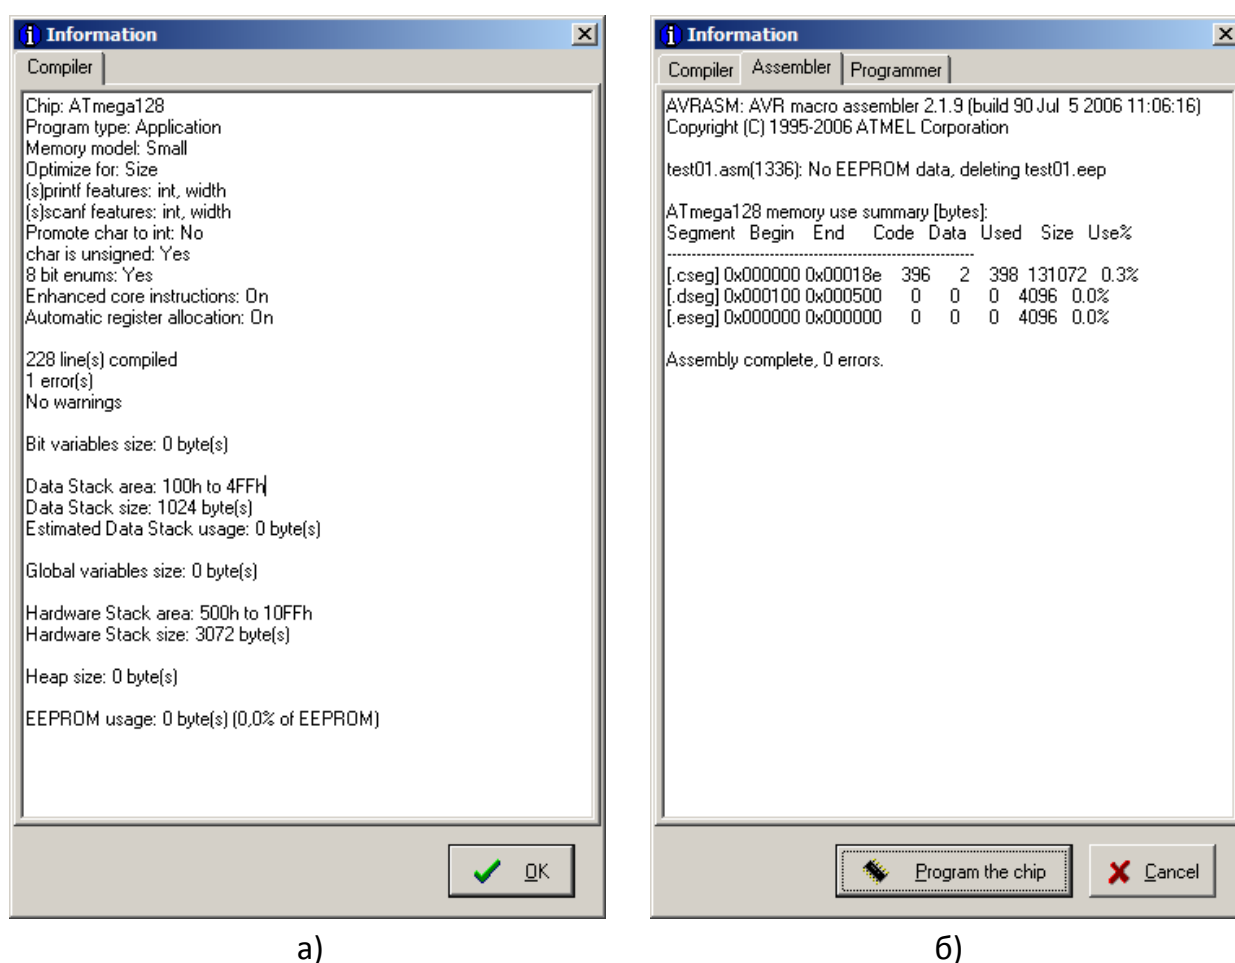 Information
Compiler
Chip: ATmega128
Program type: Application
Memory model: Small
Optimize for: Size
(s)printf features: int, width
(s)scanf features: int, width
Promote char to int: No
char is unsigned: Yes
8 bit enums: Yes
Enhanced core instructions: On
Automatic register allocation: On
228 line(s) compiled
1 error(s)
No warnings
Bit variables size: 0 byte(s)
Data Stack area: 100h to 4FFh
Data Stack size: 1024 byte(s)
Estimated Data Stack usage: 0 byte(s)
Global variables size: 0 byte(s)
Hardware Stack area: 500h to 10FFh
Hardware Stack size: 3072 byte(s)
Heap size: 0 byte(s)
EEPROM usage: 0 byte(s) (0,0% of EEPROM)
OK
а)
Information
Compiler Assembler Programmer
AVRASM: AVR macro assembler 2.1.9 (build 90 Jul 5 2006 11:06:16)
Copyright (C) 1995-2006 ATMEL Corporation
test01.asm(1336): No EEPROM data, deleting test01.eep
ATmega128 memory use summary [bytes]:
Segment Begin End Code Data Used Size Use%
---------------------------------------------------------------
[.cseg] 0x000000 0x00018e 396 2 398 131072 0.3%
[.dseg] 0x000100 0x000500 0 0 0 4096 0.0%
[.eseg] 0x000000 0x000000 0 0 0 4096 0.0%
Assembly complete, 0 errors.
Program the chip
Cancel
б)